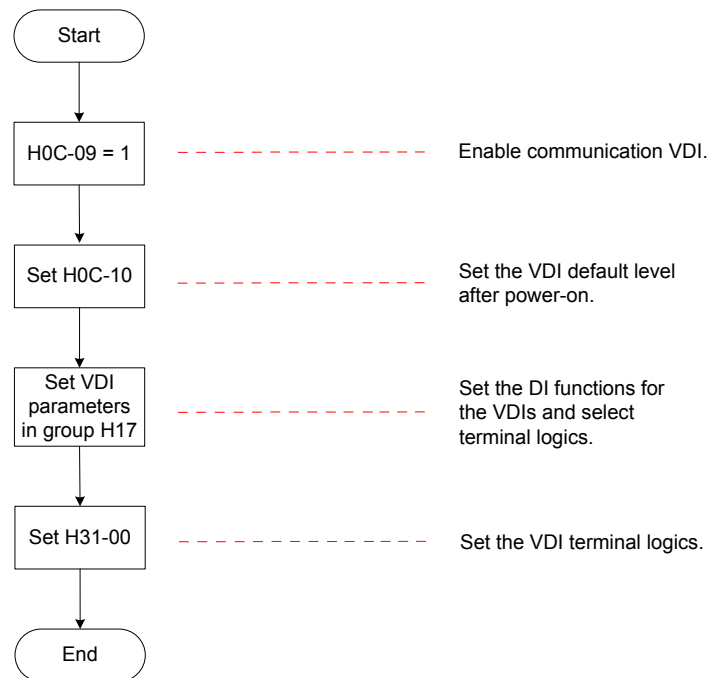 Start
H0C-09 = 1
Enable communication VDI.
Set H0C-10
Set the VDI default level
after power-on.
Set VDI
parameters
in group H17
Set the DI functions for
the VDIs and select
terminal logics.
Set H31-00
Set the VDI terminal logics.
End